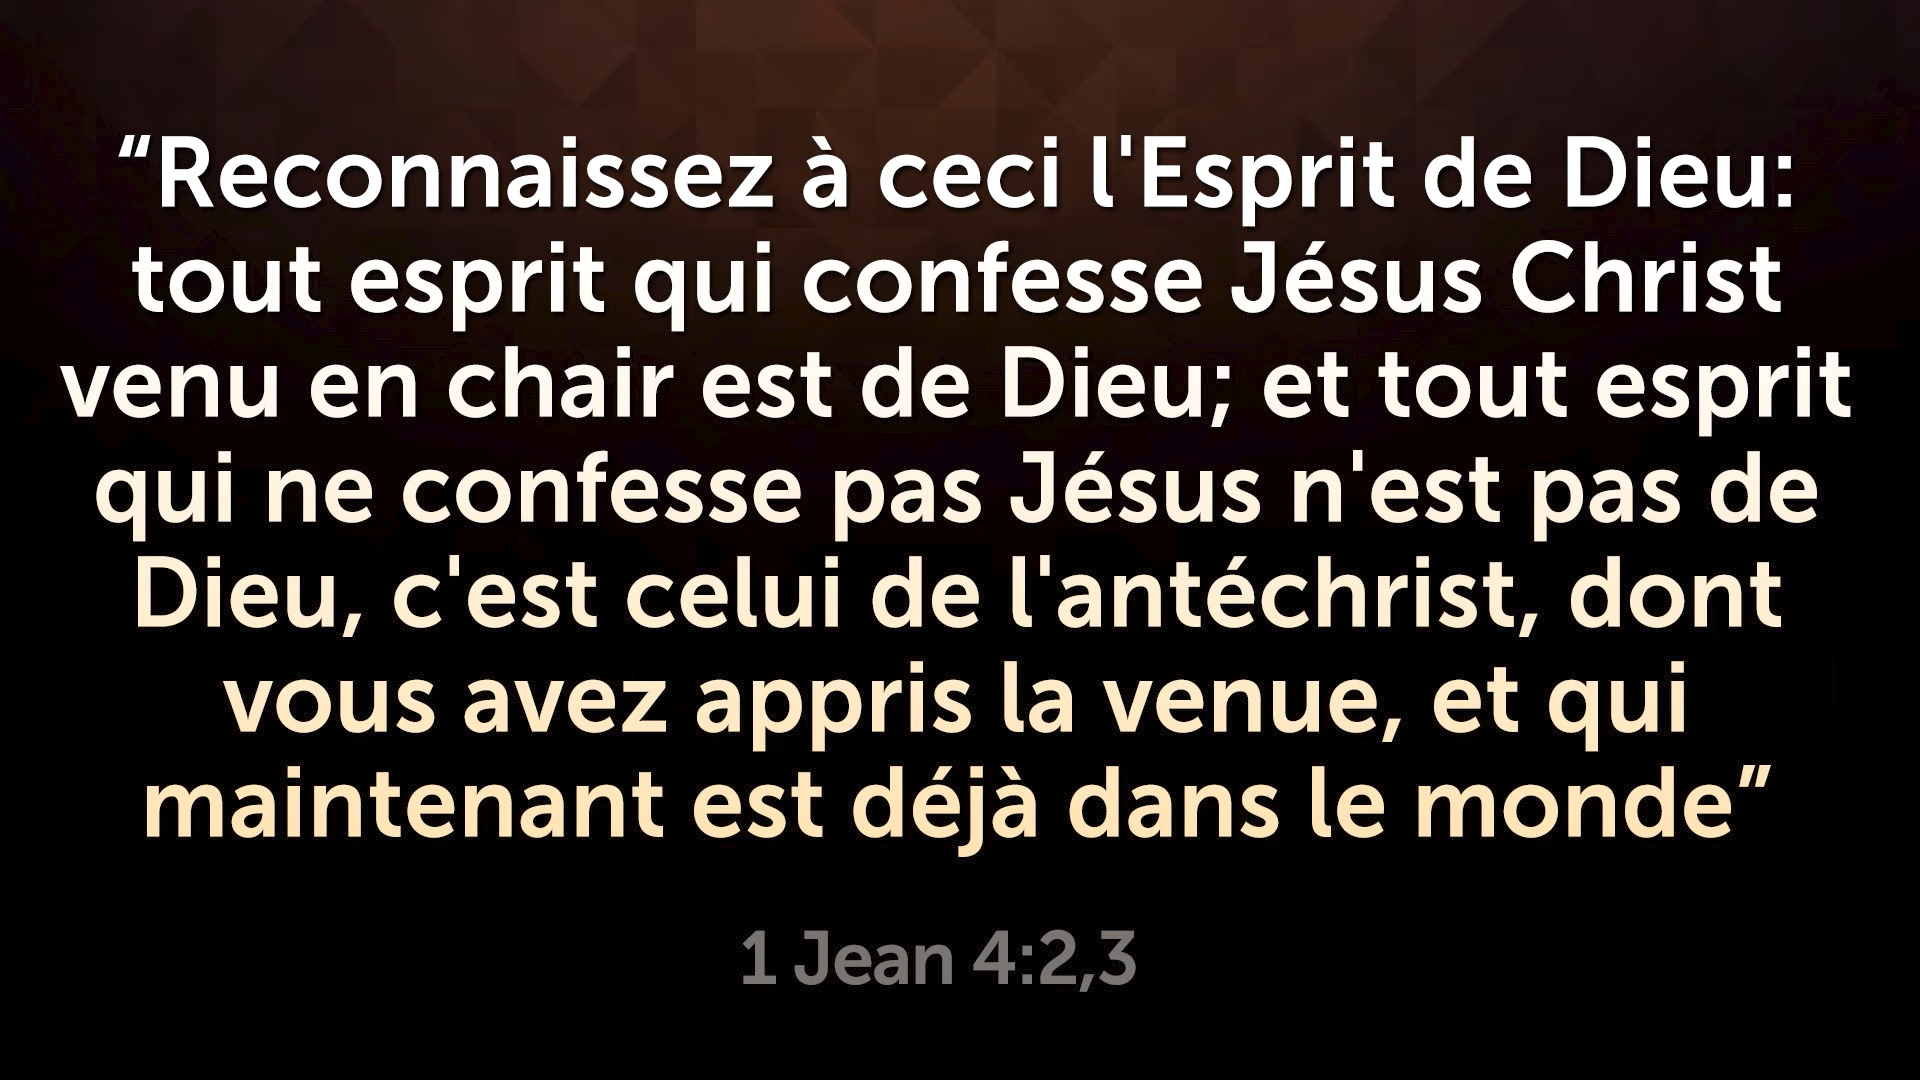 “Reconnaissez à ceci l'Esprit de Dieu:
tout esprit qui confesse Jésus Christ
venu en chair est de Dieu; et tout esprit
qui ne confesse pas Jésus n'est pas de
Dieu, c'est celui de l'antéchrist, dont
vous avez appris la venue, et qui
maintenant est déjà dans le monde”
1 Jean 4:2,3